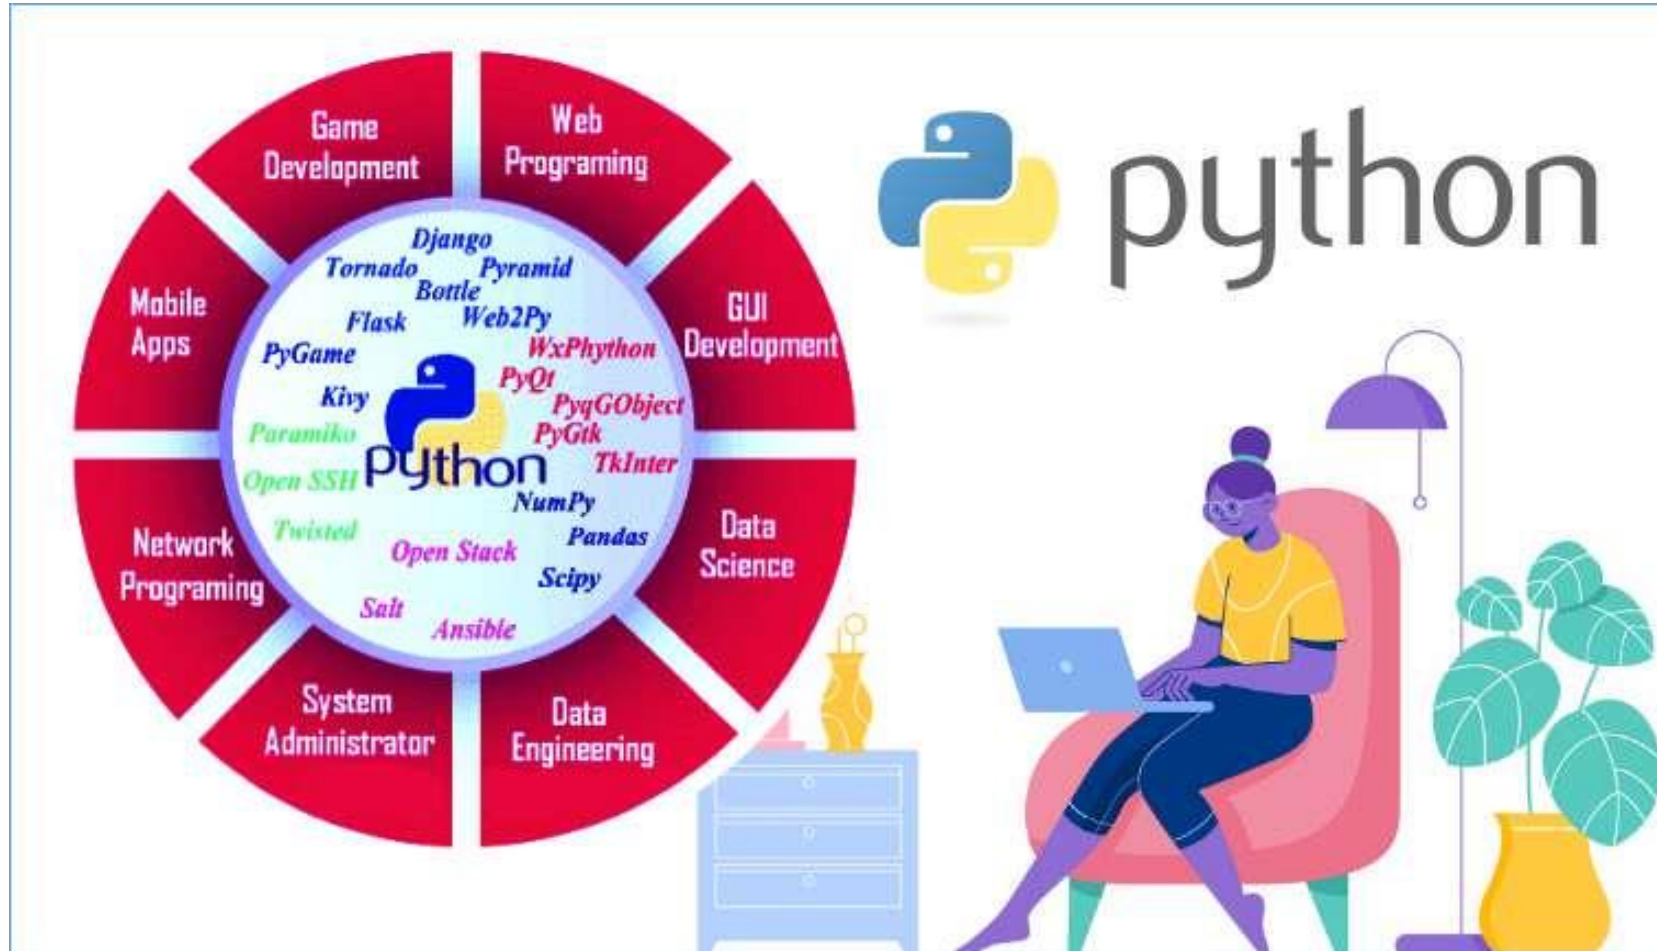 Game
Development
Web
Programing
GUI
Development
Data
Science
Data
Engineering
System
Administrator
Network
Programing
Mobile
Apps
Django
Tornado
Pyramid
Bottle
Flask
Web2Py
PyGame
WxPhython
PyQt
Kivy
PyqGObject
Paramiko
PyGtk
python
TkInter
Open SSH
NumPy
Twisted
Pandas
Open Stack
Scipy
Salt
Ansible
python